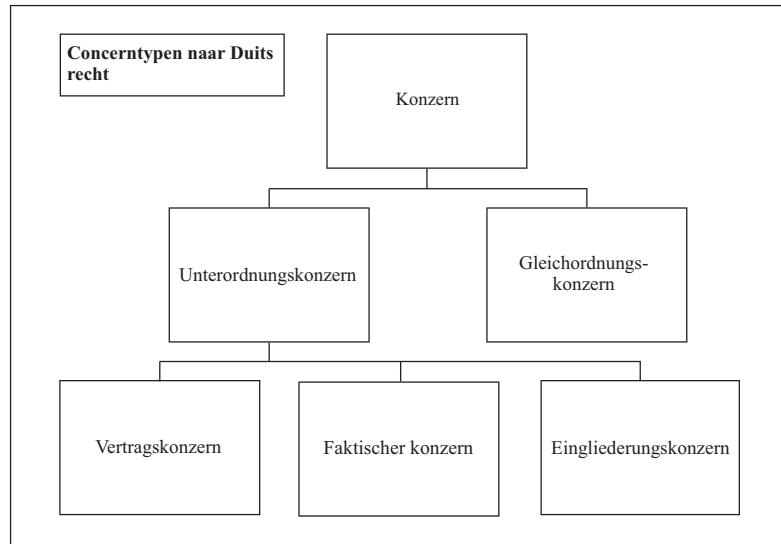 Concerntypen naar Duits
recht
Konzern
Unterordnungskonzern
Gleichordnungs-
konzern
Vertragskonzern
Faktischer konzern
Eingliederungskonzern